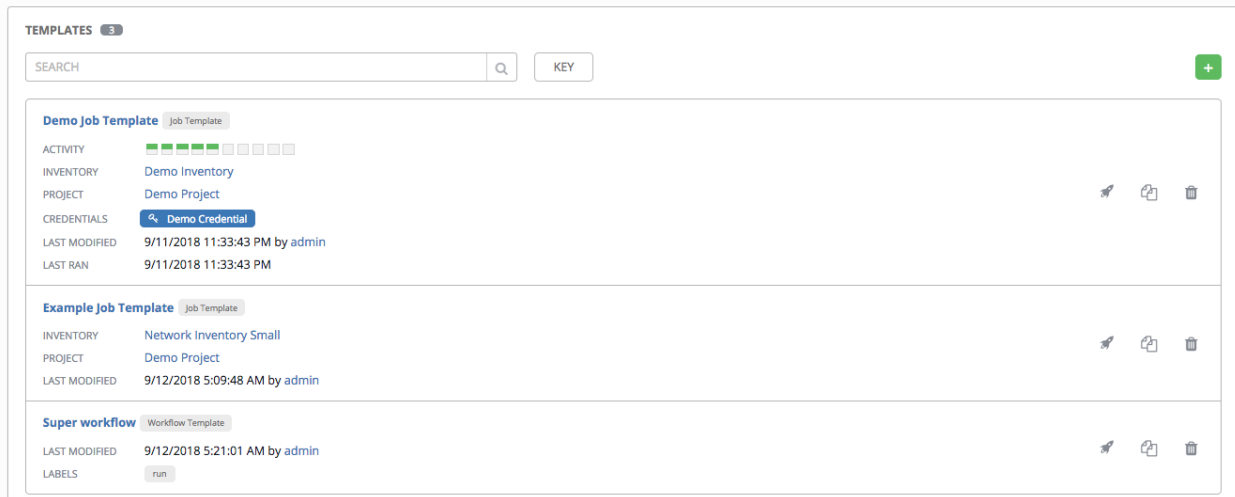 TEMPLATES 3
SEARCH KEY +
Demo Job Template Job Template
ACTIVITY
INVENTORY Demo Inventory
PROJECT Demo Project
CREDENTIALS Demo Credential
LAST MODIFIED 9/11/2018 11:33:43 PM by admin
LAST RAN 9/11/2018 11:33:43 PM
Example Job Template Job Template
INVENTORY Network Inventory Small
PROJECT Demo Project
LAST MODIFIED 9/12/2018 5:09:48 AM by admin
Super workflow Workflow Template
LAST MODIFIED 9/12/2018 5:21:01 AM by admin
LABELS run